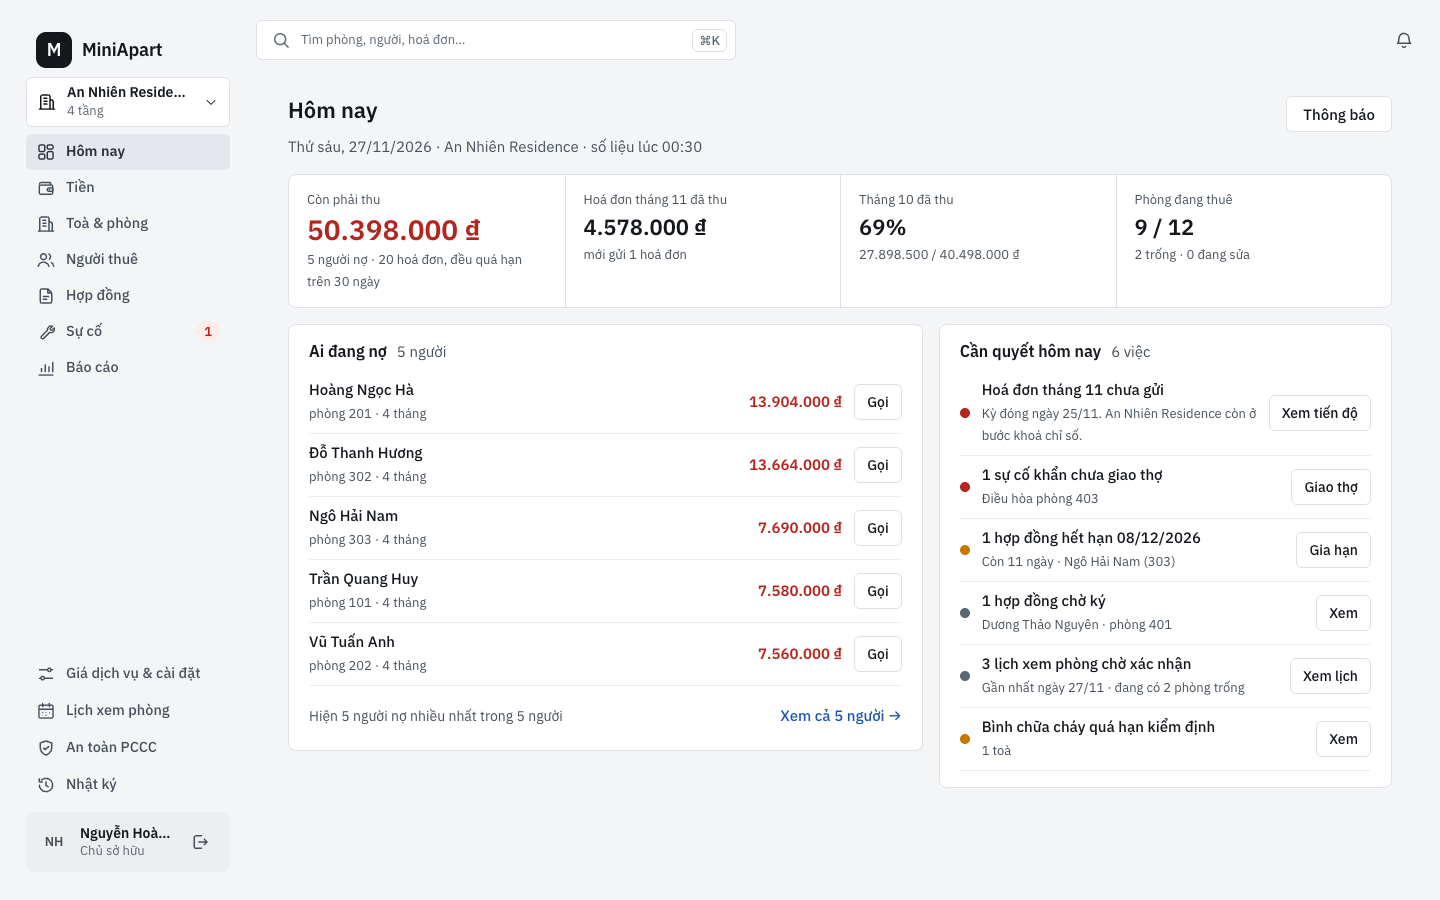 M MiniApart
An Nhiên Reside...
4 tầng
Hôm nay
Tiền
Toà & phòng
Người thuê
Hợp đồng
Sự cố 1
Báo cáo
Giá dịch vụ & cài đặt
Lịch xem phòng
An toàn PCCC
Nhật ký
NH Nguyễn Hoà...
Chủ sở hữu
Tìm phòng, người, hoá đơn... ⌘K
Hôm nay
Thông báo
Thứ sáu, 27/11/2026 · An Nhiên Residence · số liệu lúc 00:30
Còn phải thu
50.398.000 ₫
5 người nợ · 20 hoá đơn, đều quá hạn
trên 30 ngày
Hoá đơn tháng 11 đã thu
4.578.000 ₫
mới gửi 1 hoá đơn
Tháng 10 đã thu
69%
27.898.500 / 40.498.000 ₫
Phòng đang thuê
9 / 12
2 trống · 0 đang sửa
Ai đang nợ 5 người
Hoàng Ngọc Hà
phòng 201 · 4 tháng
13.904.000 ₫ Gọi
Đỗ Thanh Hương
phòng 302 · 4 tháng
13.664.000 ₫ Gọi
Ngô Hải Nam
phòng 303 · 4 tháng
7.690.000 ₫ Gọi
Trần Quang Huy
phòng 101 · 4 tháng
7.580.000 ₫ Gọi
Vũ Tuấn Anh
phòng 202 · 4 tháng
7.560.000 ₫ Gọi
Hiện 5 người nợ nhiều nhất trong 5 người Xem cả 5 người →
Cần quyết hôm nay 6 việc
Hoá đơn tháng 11 chưa gửi
Kỳ đóng ngày 25/11. An Nhiên Residence còn ở
bước khoá chỉ số.
Xem tiến độ
1 sự cố khẩn chưa giao thợ
Điều hòa phòng 403
Giao thợ
1 hợp đồng hết hạn 08/12/2026
Còn 11 ngày · Ngô Hải Nam (303)
Gia hạn
1 hợp đồng chờ ký
Dương Thảo Nguyên · phòng 401
Xem
3 lịch xem phòng chờ xác nhận
Gần nhất ngày 27/11 · đang có 2 phòng trống
Xem lịch
Bình chữa cháy quá hạn kiểm định
1 toà
Xem